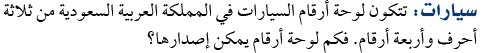 سيارات: تتكون لوحة أرقام السيارات في المملكة العربية السعودية من ثلاثة
أحرف وأربعة أرقام. فكم لوحة أرقام يمكن إصدارها؟